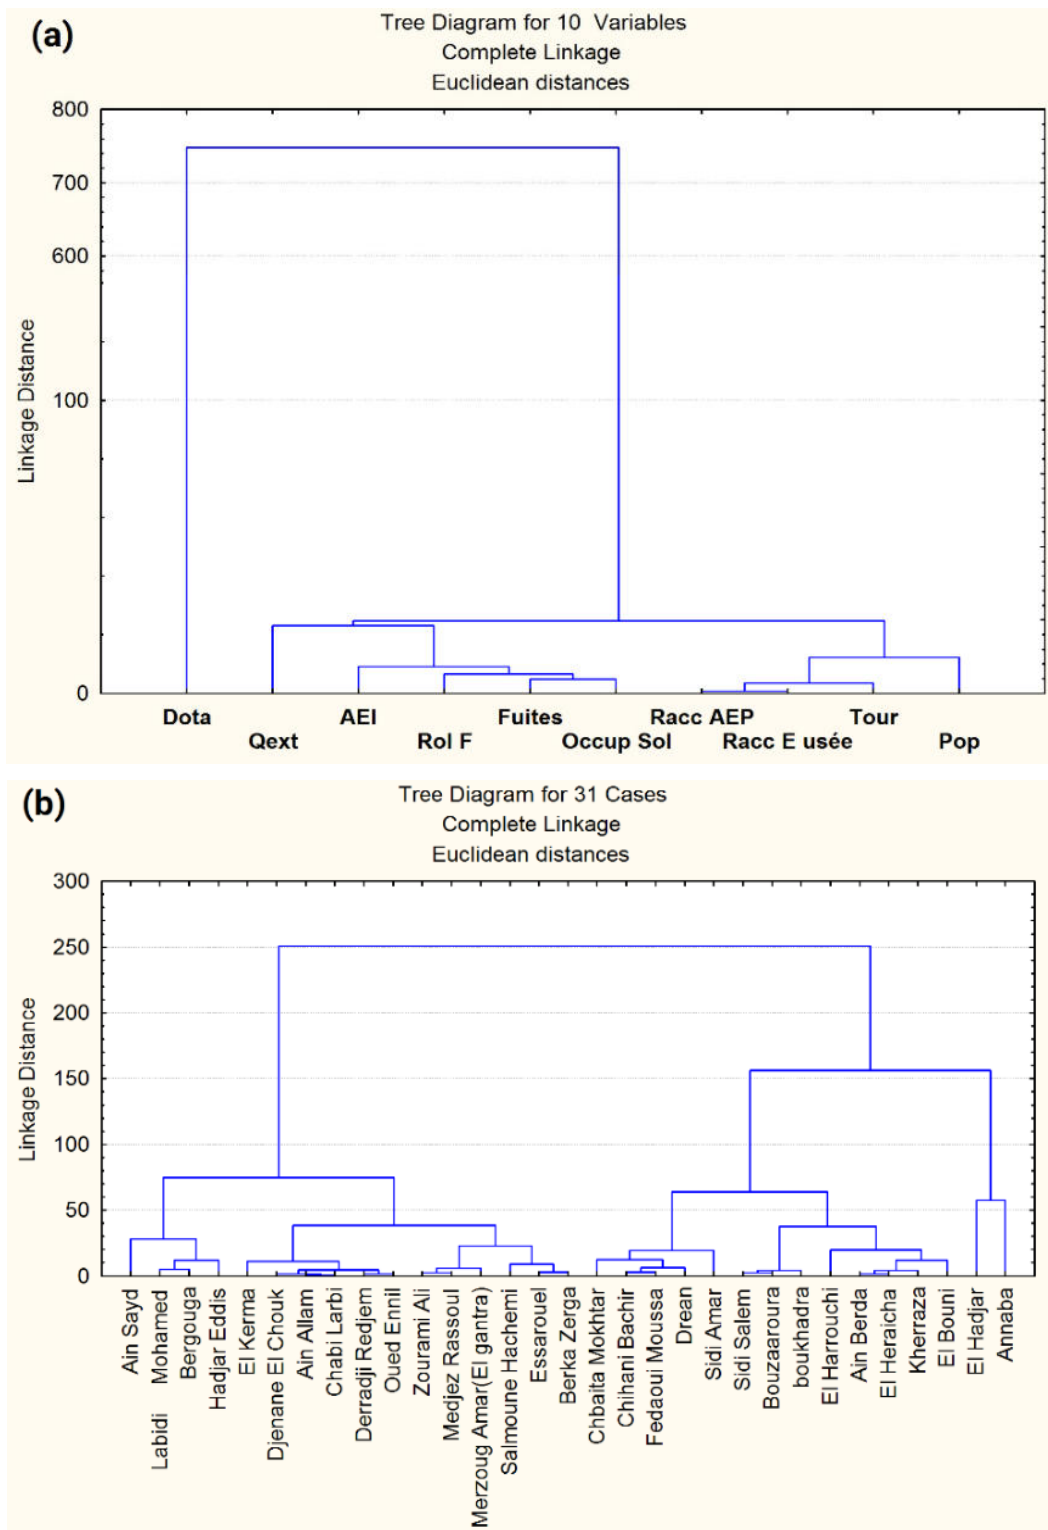 (a)
Tree Diagram for 10 Variables
Complete Linkage
Euclidean distances
800
700
600
100
0
Linkage Distance
Dota
AEI
Fuites
Racc AEP
Tour
Qext
Rol F
Occup Sol
Racc E usée
Pop
(b)
Tree Diagram for 31 Cases
Complete Linkage
Euclidean distances
300
250
200
150
100
50
0
Linkage Distance
Ain Sayd
Labidi Mohamed
Bergouga
Hadjar Eddis
El Kerma
Djenane El Chouk
Ain Allam
Chabi Larbi
Derradji Redjem
Oued Ennil
Zourami Ali
Medjez Rassoul
Merzoug Amar(El gantra)
Salmoune Hachemi
Essarouel
Berka Zerga
Chbaita Mokhtar
Chihani Bachir
Fedaoui Moussa
Drean
Sidi Amar
Sidi Salem
Bouzaaroura
boukhadra
El Harrouchi
Ain Berda
El Heraicha
Kherraza
El Bouni
El Hadjar
Annaba